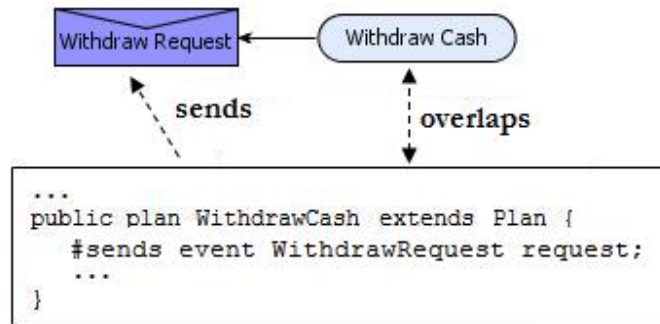 Withdraw Request
Withdraw Cash
sends
overlaps
...
public plan WithdrawCash extends Plan {
#sends event WithdrawRequest request;
...
}